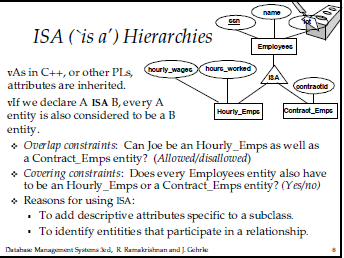 name
ssn
lot
ISA (`is a') Hierarchies
Employees
hourly_wages
hours_worked
ISA
contractid
Hourly_Emps
Contract_Emps
vAs in C++, or other PLs,
attributes are inherited.
vIf we declare A ISA B, every A
entity is also considered to be a B
entity.
❖ Overlap constraints: Can Joe be an Hourly_Emps as well as
a Contract_Emps entity? (Allowed/disallowed)
❖ Covering constraints: Does every Employees entity also have
to be an Hourly_Emps or a Contract_Emps entity? (Yes/no)
❖ Reasons for using ISA:
▪ To add descriptive attributes specific to a subclass.
▪ To identify entities that participate in a relationship.
Database Management Systems 3ed, R. Ramakrishnan and J. Gehrke
8